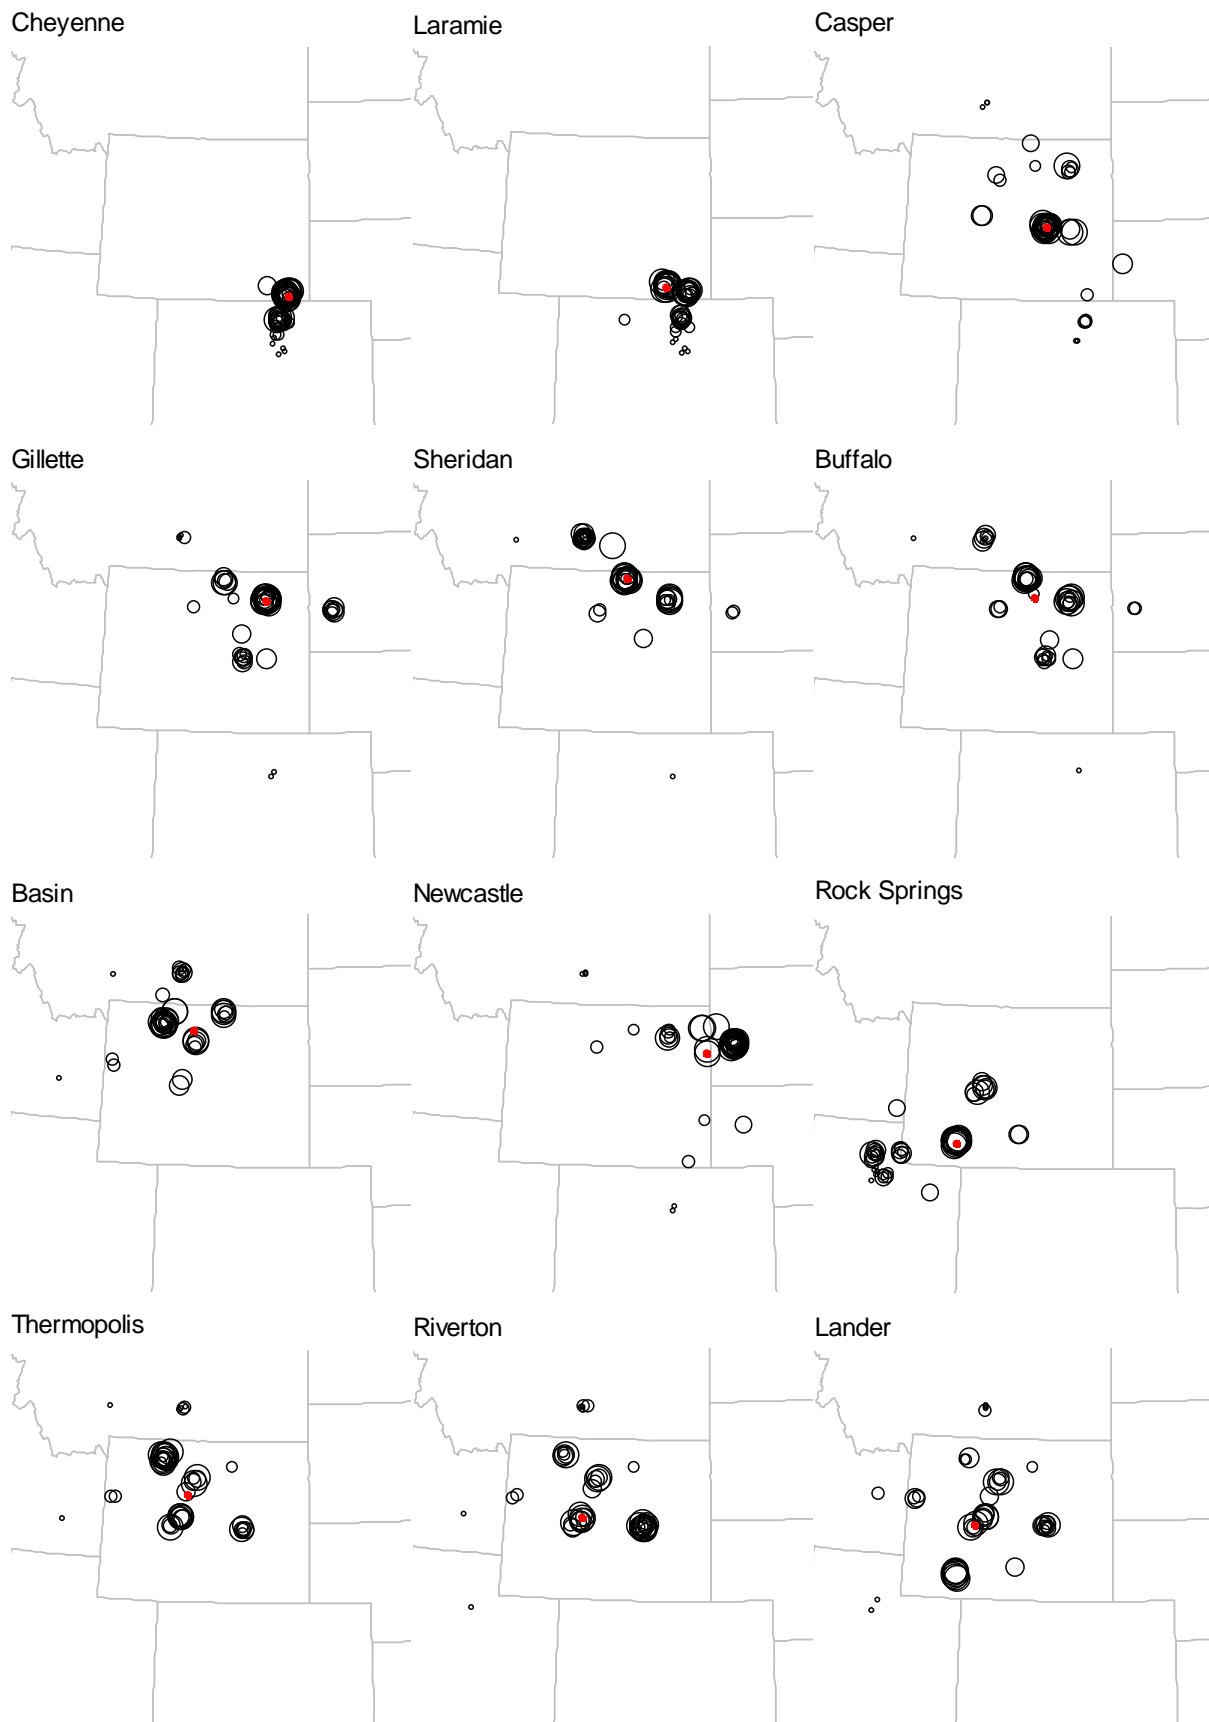 Cheyenne
Laramie
Casper
Gillette
Sheridan
Buffalo
Basin
Newcastle
Rock Springs
Thermopolis
Riverton
Lander